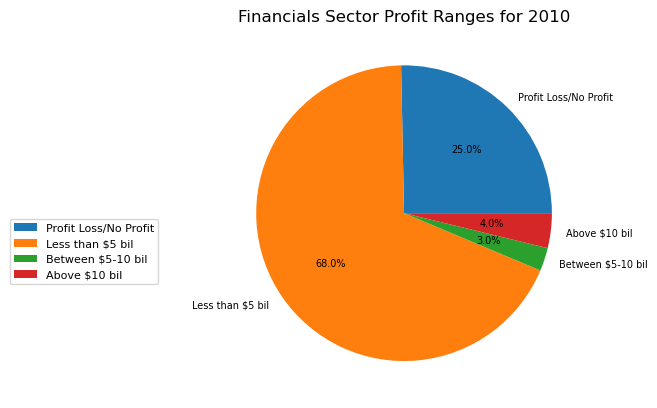 Financials Sector Profit Ranges for 2010
Profit Loss/No Profit
25.0%
Above $10 bil
4.0%
3.0%
Between $5-10 bil
68.0%
Less than $5 bil
Profit Loss/No Profit
Less than $5 bil
Between $5-10 bil
Above $10 bil